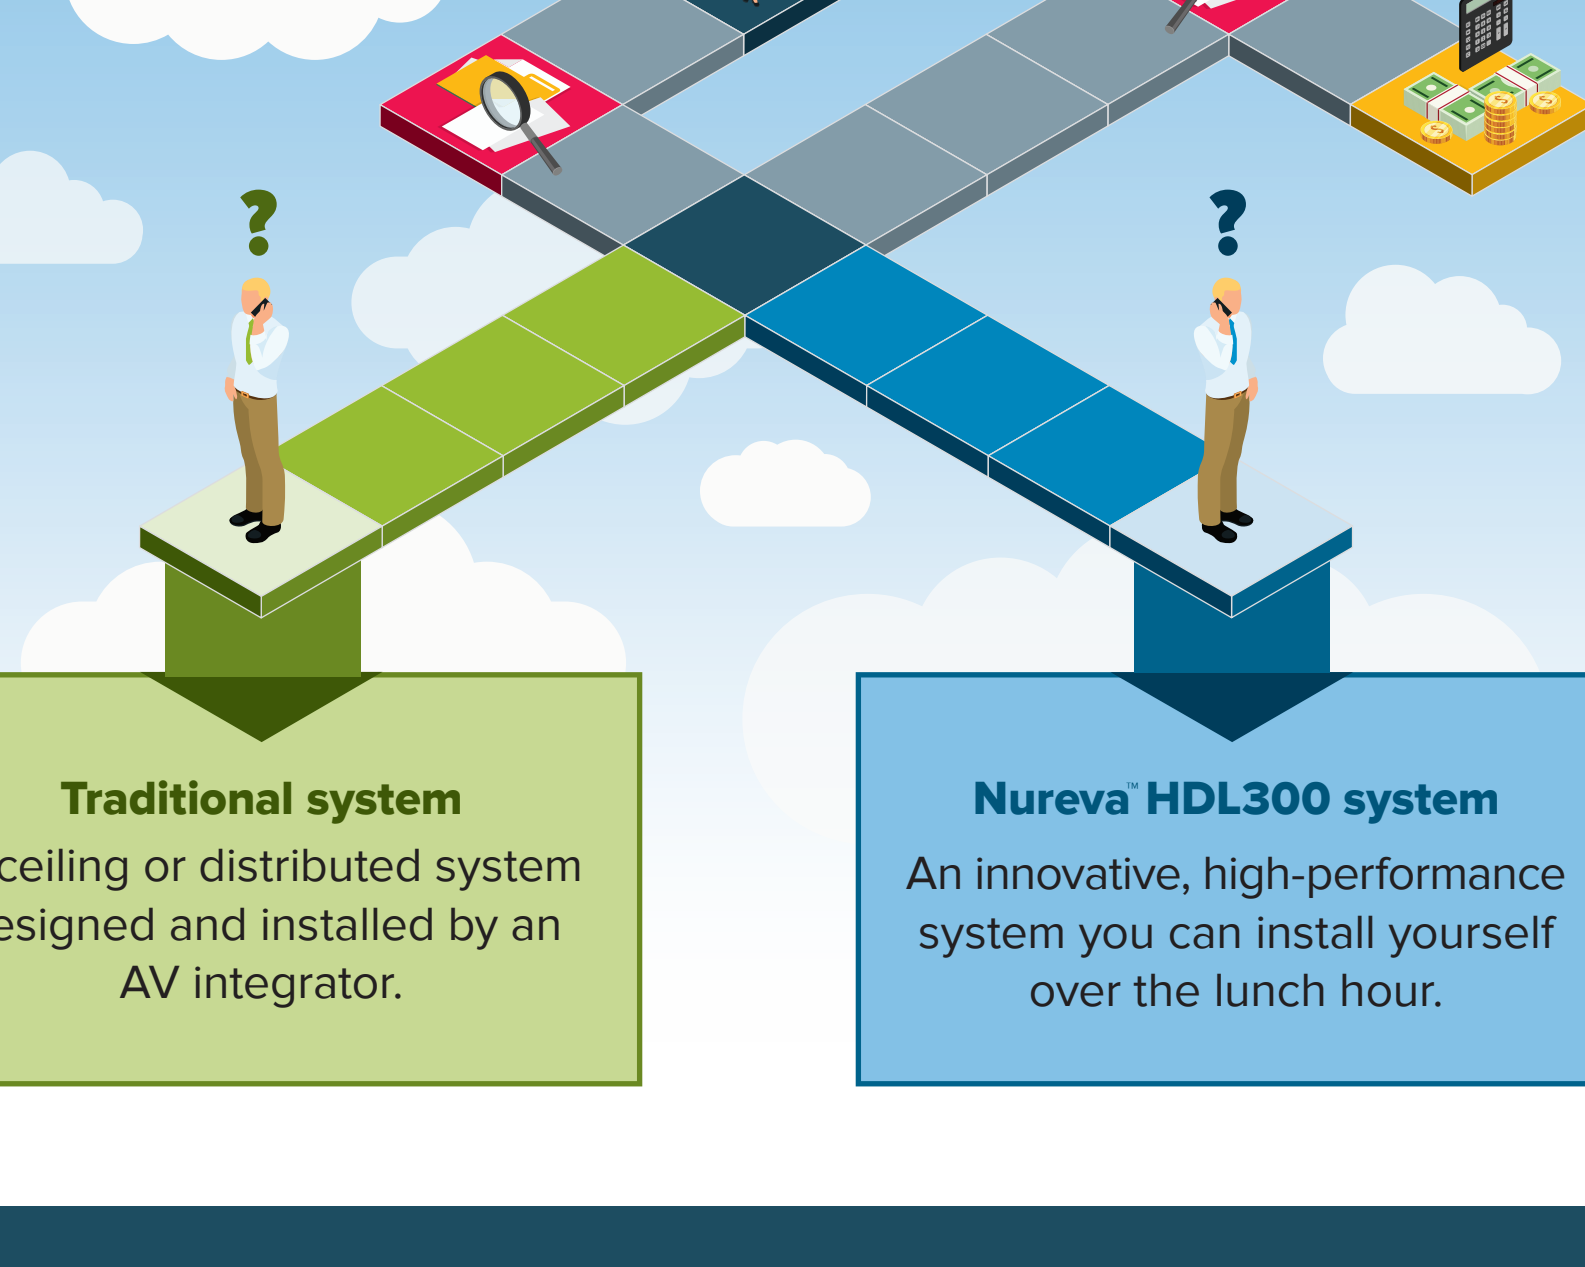 ?
?
Traditional system
ceiling or distributed system
esigned and installed by an
AV integrator.
Nureva™ HDL300 system
An innovative, high-performance
system you can install yourself
over the lunch hour.